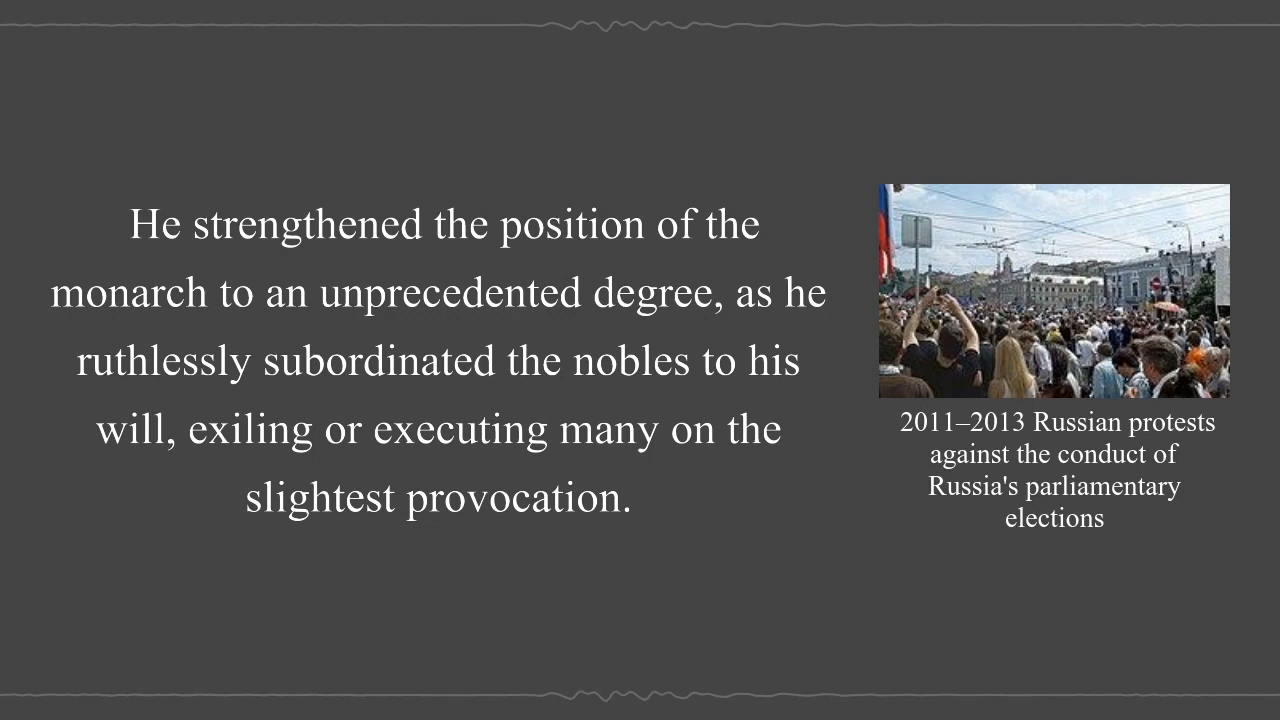 He strengthened the position of the
monarch to an unprecedented degree, as he
ruthlessly subordinated the nobles to his
will, exiling or executing many on the
slightest provocation.
2011–2013 Russian protests
against the conduct of
Russia's parliamentary
elections